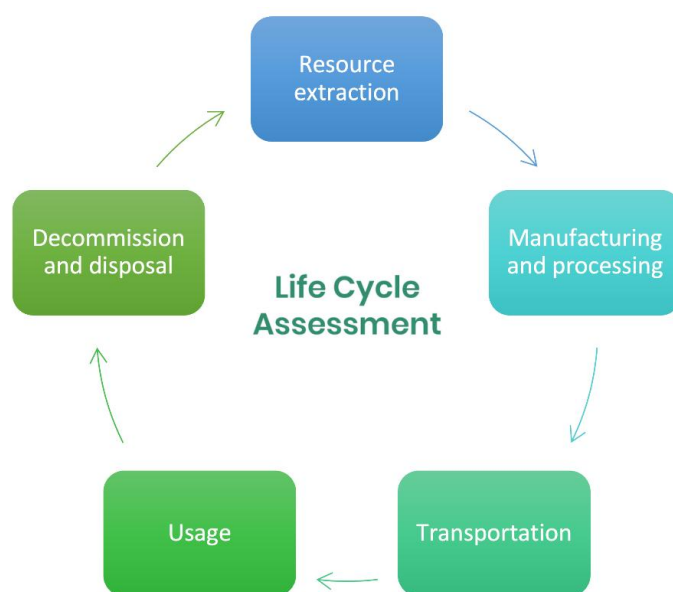 Resource
extraction
Manufacturing
and processing
Transportation
Usage
Decommission
and disposal
Life Cycle
Assessment